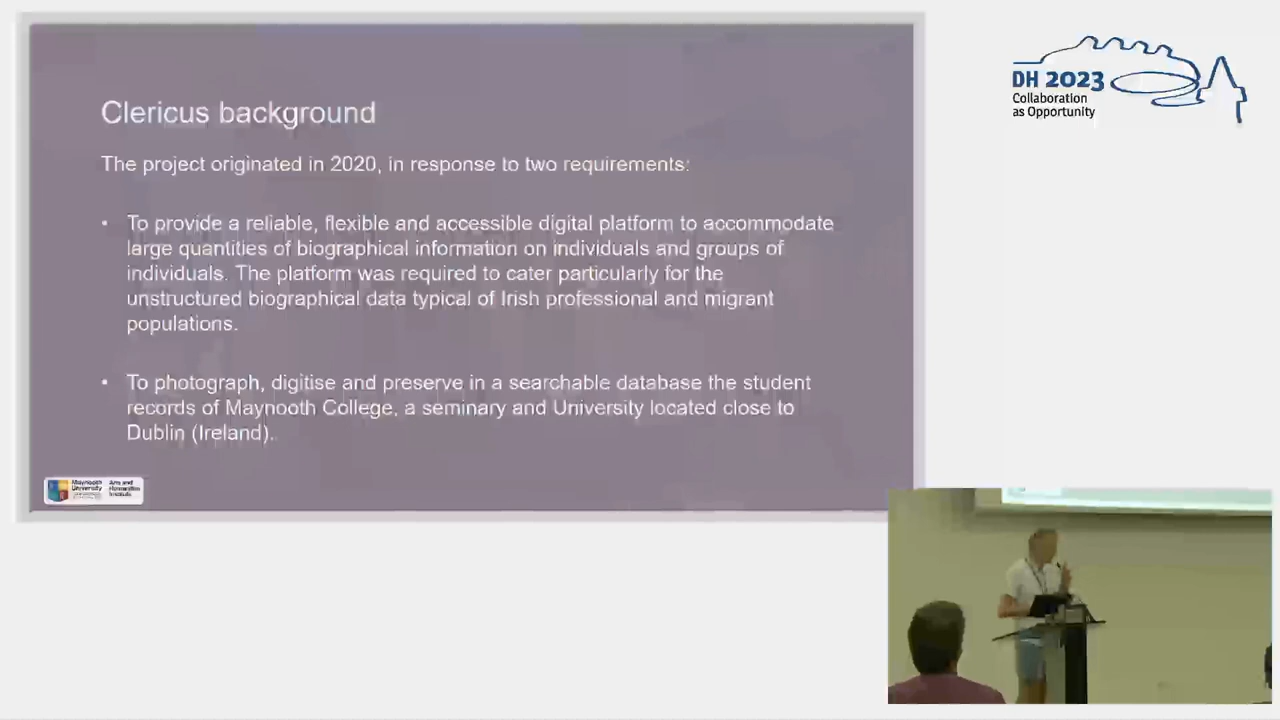 Clericus background
The project originated in 2020, in response to two requirements:
• To provide a reliable, flexible and accessible digital platform to accommodate
large quantities of biographical information on individuals and groups of
individuals. The platform was required to cater particularly for the
unstructured biographical data typical of Irish professional and migrant
populations.
• To photograph, digitise and preserve in a searchable database the student
records of Maynooth College, a seminary and University located close to
Dublin (Ireland).
Maynooth
University
Arts and
Humanities
Institute
DH 2023
Collaboration
as Opportunity